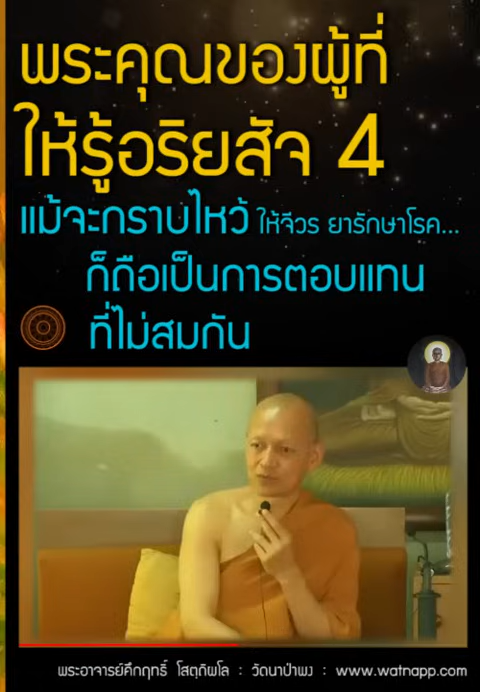 พระคุณของผู้ที่
ให้รู้อริยสัจ 4
แม้จะกราบไหว้ ให้จีวร ยารักษาโรค...
ก็ถือเป็นการตอบแทน
ที่ไม่สมกัน
พระอาจารย์คึกฤทธิ์ โสตฺถิผโล : วัดนาป่าพง : www.watnapp.com